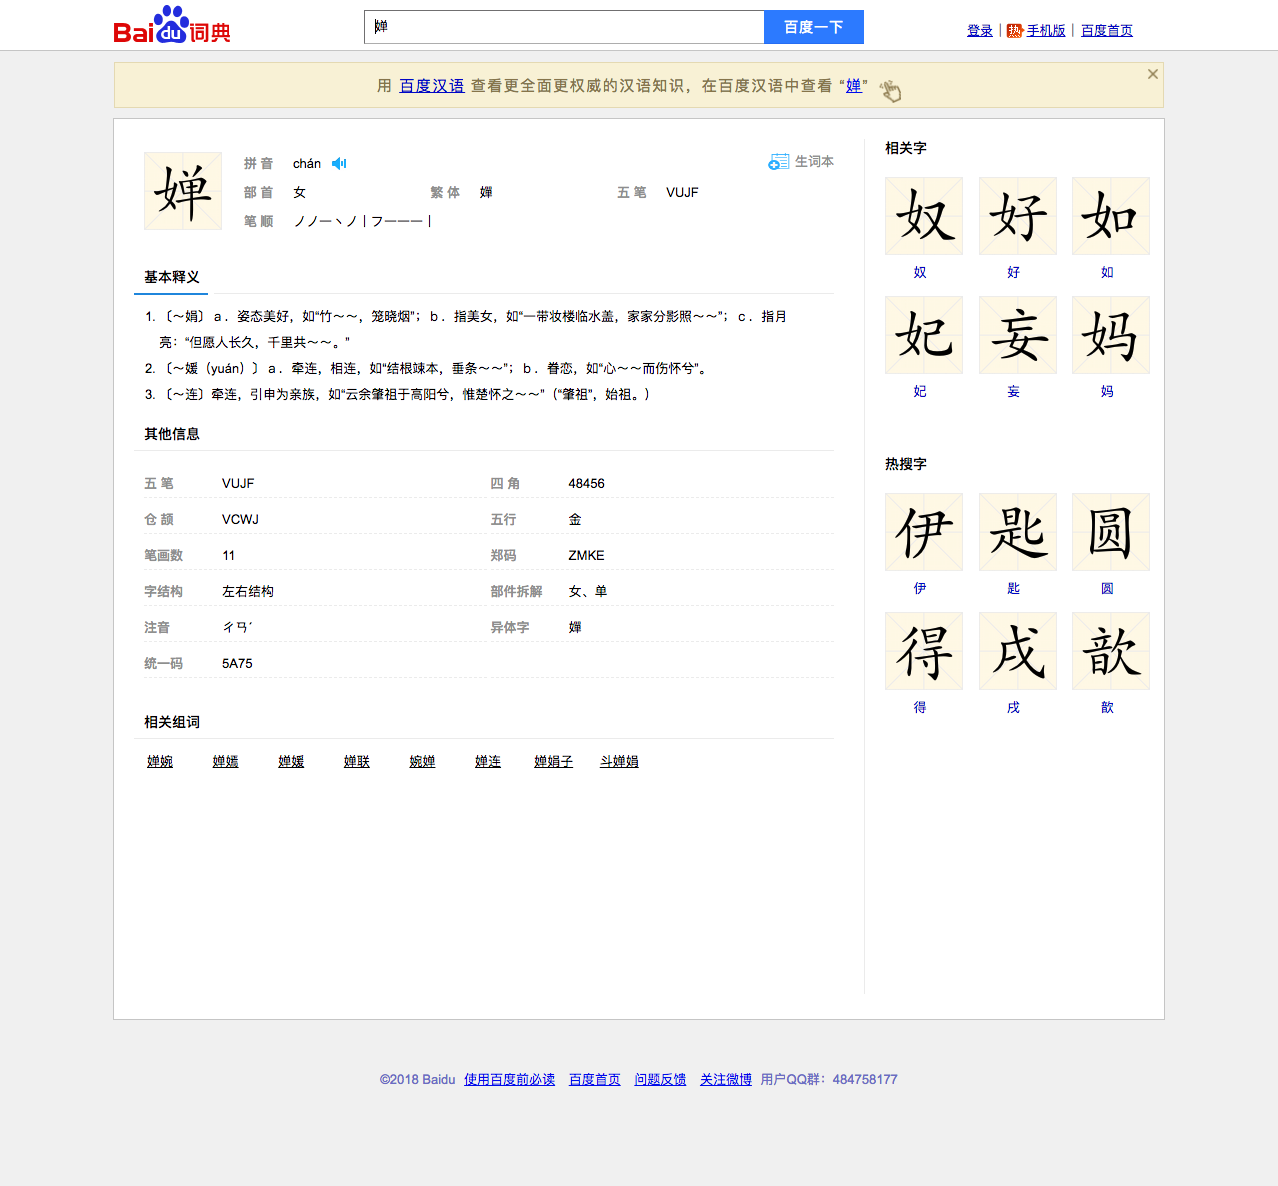 Bai du 词典
婵
百度一下
登录 | 热 手机版 | 百度首页
用 百度汉语 查看更全面更权威的汉语知识，在百度汉语中查看 “婵”
婵
拼 音 chán
生词本
部 首 女 繁 体 嬋 五 笔 VUJF
笔 顺 ノノ一丶ノ丨フ一一一丨
基本释义
1. 〔～娟〕ａ．姿态美好，如“竹～～，笼晓烟”；ｂ．指美女，如“一带妆楼临水盖，家家分影照～～”；ｃ．指月
亮：“但愿人长久，千里共～～。”
2. 〔～媛（yuán）〕ａ．牵连，相连，如“结根竦本，垂条～～”；ｂ．眷恋，如“心～～而伤怀兮”。
3. 〔～连〕牵连，引申为亲族，如“云余肇祖于高阳兮，惟楚怀之～～”（“肇祖”，始祖。）
其他信息
五 笔 VUJF 四 角 48456
仓 颉 VCWJ 五行 金
笔画数 11 郑码 ZMKE
字结构 左右结构 部件拆解 女、单
注音 ㄔㄢˊ 异体字 嬋
统一码 5A75
相关组词
婵婉 婵嫣 婵媛 婵联 婉婵 婵连 婵娟子 斗婵娟
相关字
奴 好 如
奴 好 如
妃 妄 妈
妃 妄 妈
热搜字
伊 匙 圆
伊 匙 圆
得 戌 歆
得 戌 歆
©2018 Baidu 使用百度前必读 百度首页 问题反馈 关注微博 用户QQ群：484758177